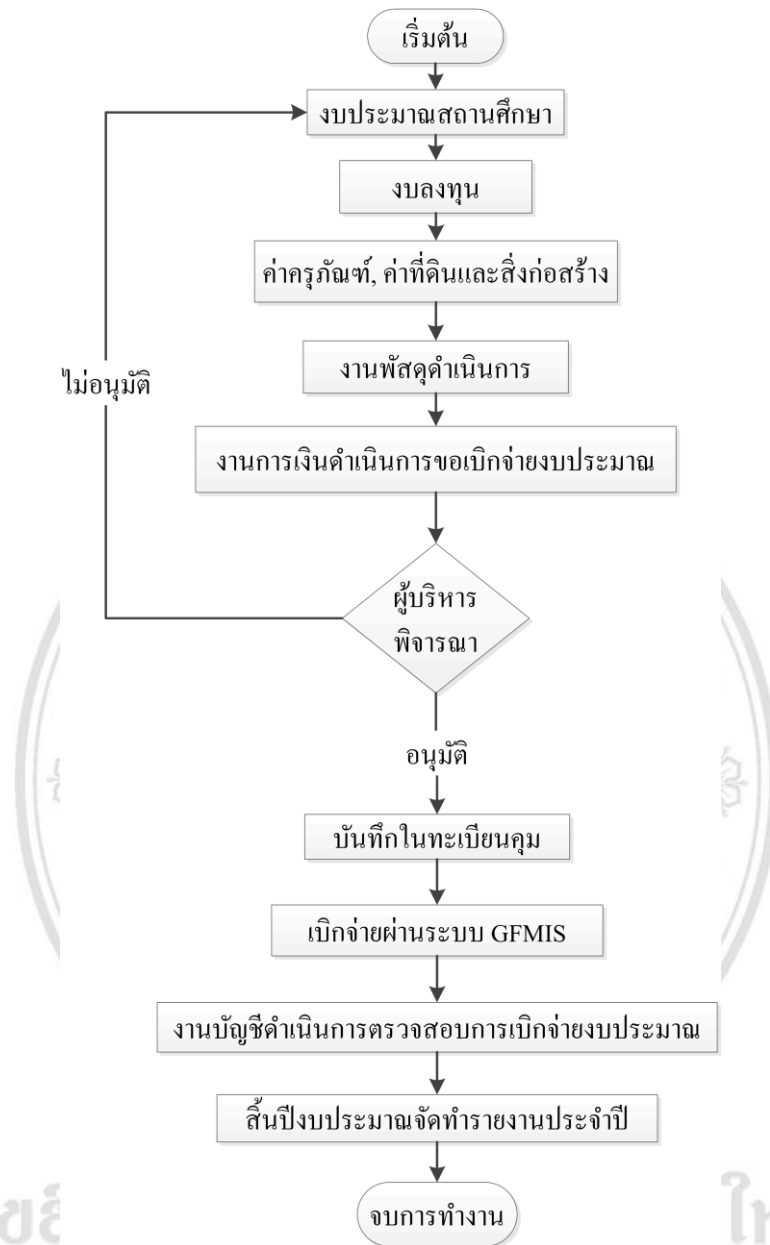 เริ่มต้น
งบประมาณสถานศึกษา
งบลงทุน
ค่าครุภัณฑ์, ค่าที่ดินและสิ่งก่อสร้าง
งานพัสดุดำเนินการ
ไม่อนุมัติ
งานการเงินดำเนินการขอเบิกจ่ายงบประมาณ
ผู้บริหาร
พิจารณา
อนุมัติ
บันทึกในทะเบียนคุม
เบิกจ่ายผ่านระบบ GFMIS
งานบัญชีดำเนินการตรวจสอบการเบิกจ่ายงบประมาณ
สิ้นปีงบประมาณจัดทำรายงานประจำปี
จบการทำงาน